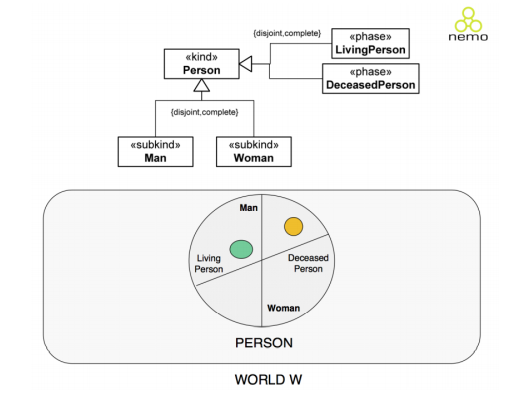 nemo
{disjoint,complete}
«kind»
Person
«phase»
LivingPerson
«phase»
DeceasedPerson
{disjoint,complete}
«subkind»
Man
«subkind»
Woman
Man
Living
Person
Deceased
Person
Woman
PERSON
WORLD W